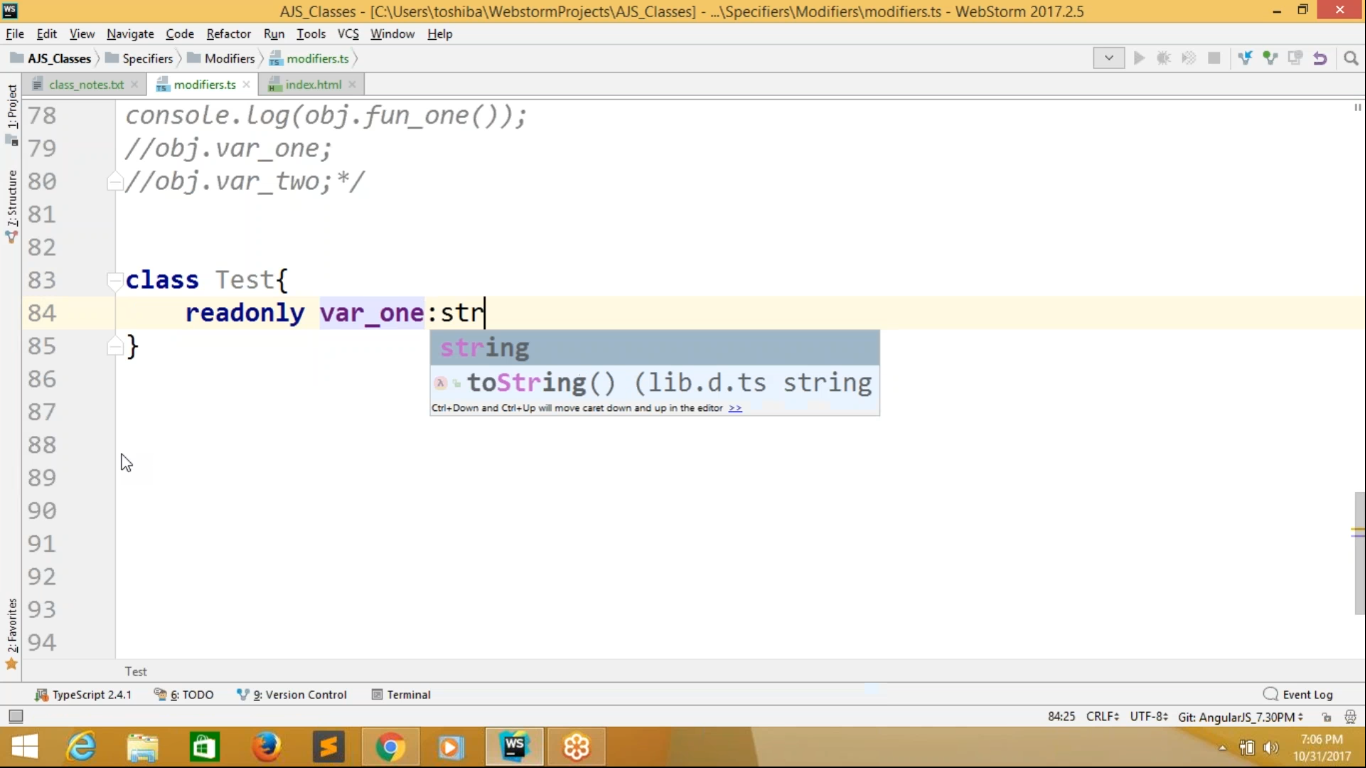 AJS_Classes - [C:\Users\toshiba\WebstormProjects\AJS_Classes] - ...\Specifiers\Modifiers\modifiers.ts - WebStorm 2017.2.5
File Edit View Navigate Code Refactor Run Tools VCS Window Help
AJS_Classes Specifiers Modifiers modifiers.ts
class_notes.txt modifiers.ts index.html
1: Project
7: Structure
2: Favorites
78 console.log(obj.fun_one());
79 //obj.var_one;
80 //obj.var_two;*/
81
82
83 class Test{
84 readonly var_one:str
string
toString() (lib.d.ts string
Ctrl+Down and Ctrl+Up will move caret down and up in the editor >>
85 }
86
87
88
89
90
91
92
93
94
Test
TypeScript 2.4.1 6: TODO 9: Version Control Terminal Event Log
84:25 CRLF UTF-8 Git: AngularJS_7.30PM
WS
7:06 PM
10/31/2017